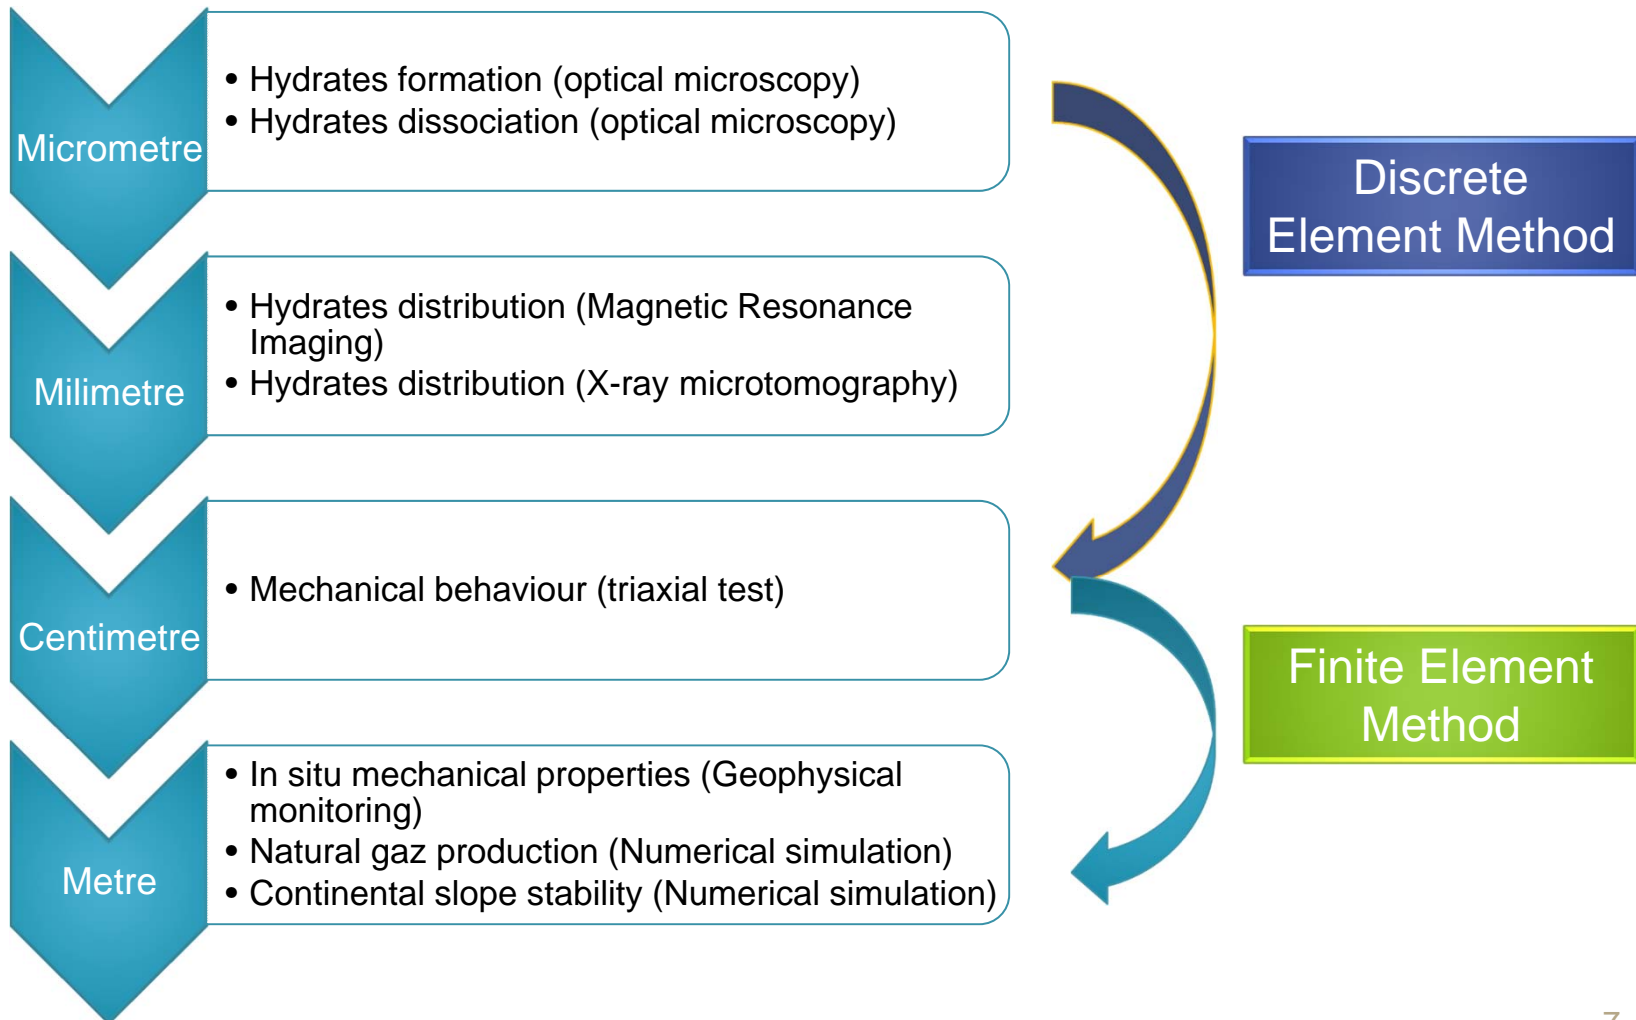 Micrometre
• Hydrates formation (optical microscopy)
• Hydrates dissociation (optical microscopy)
Discrete
Element Method
Milimetre
• Hydrates distribution (Magnetic Resonance
Imaging)
• Hydrates distribution (X-ray microtomography)
Centimetre
• Mechanical behaviour (triaxial test)
Finite Element
Method
Metre
• In situ mechanical properties (Geophysical
monitoring)
• Natural gaz production (Numerical simulation)
• Continental slope stability (Numerical simulation)